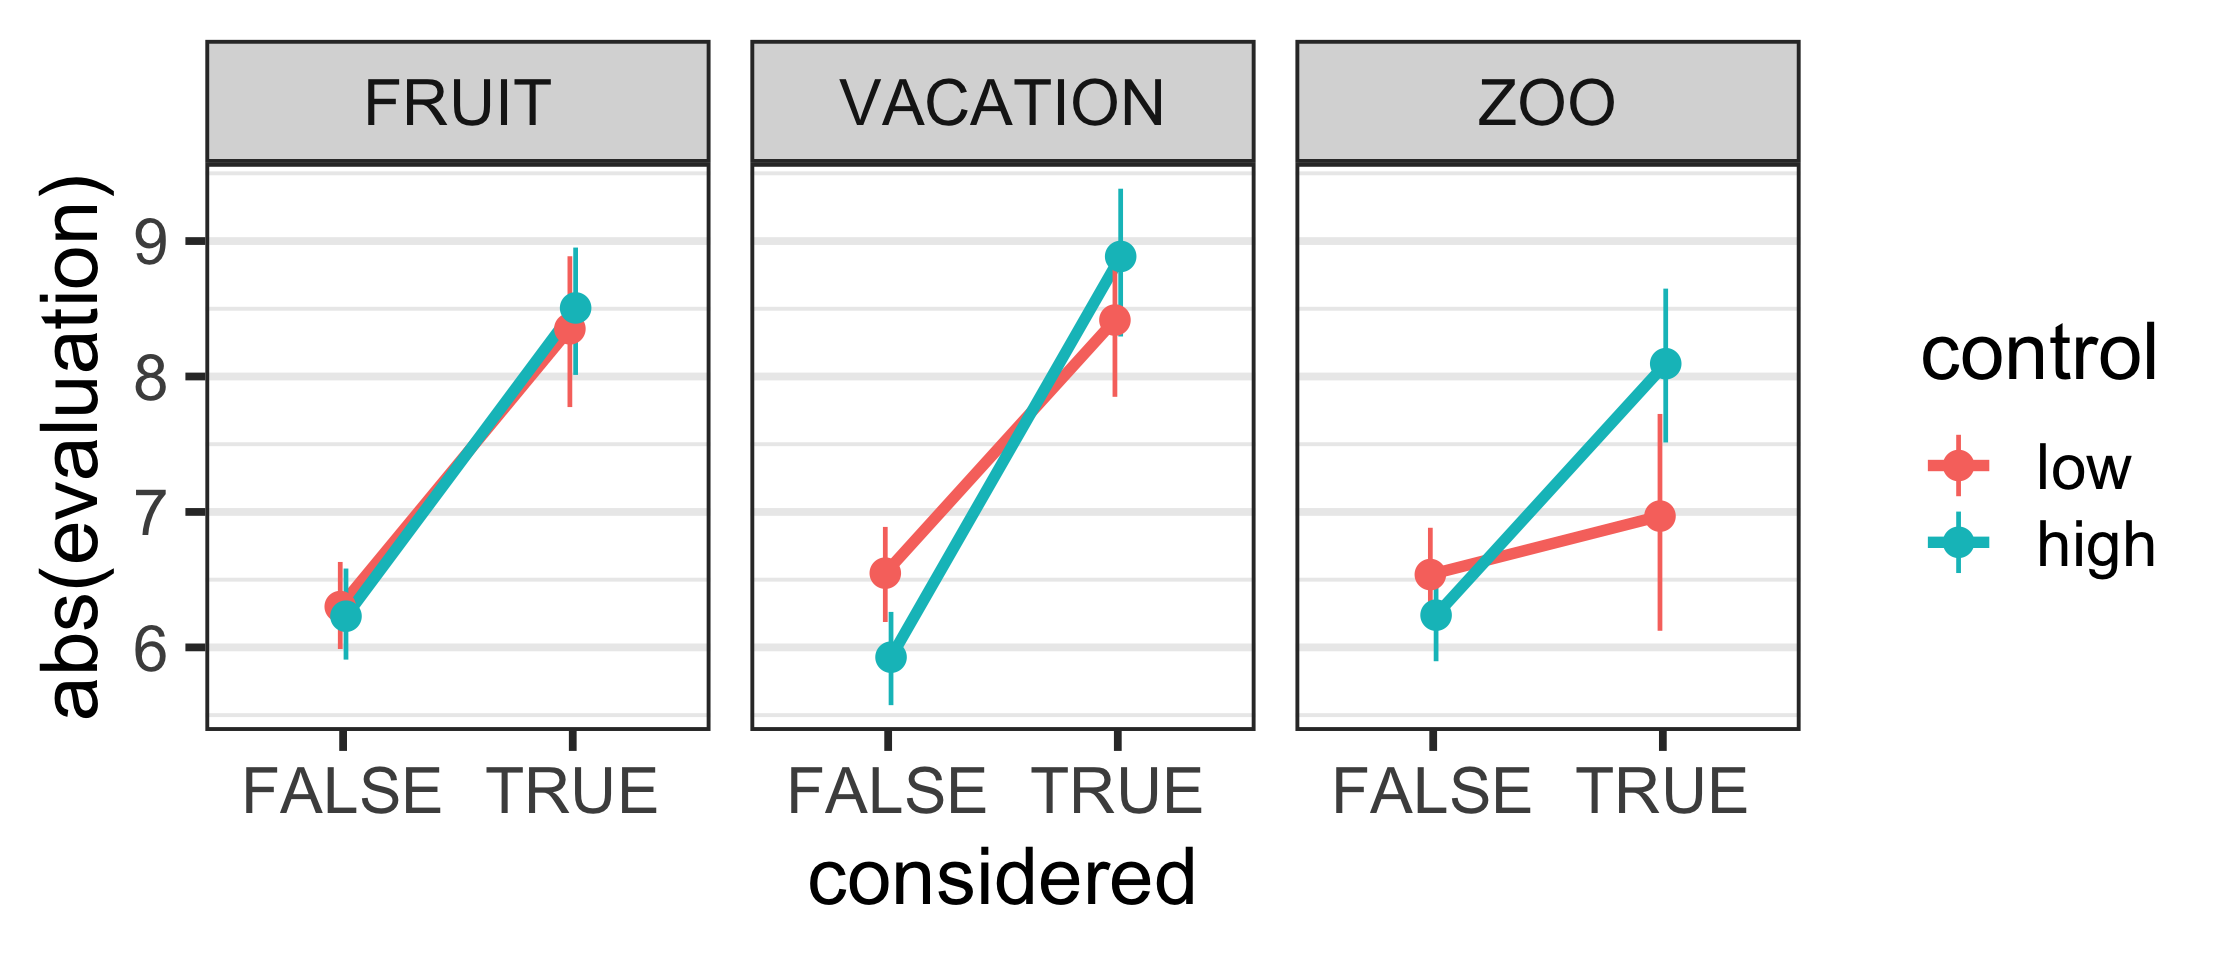 FRUIT VACATION ZOO
abs(evaluation)
9
8
7
6
FALSE TRUE FALSE TRUE FALSE TRUE
considered
control
low
high